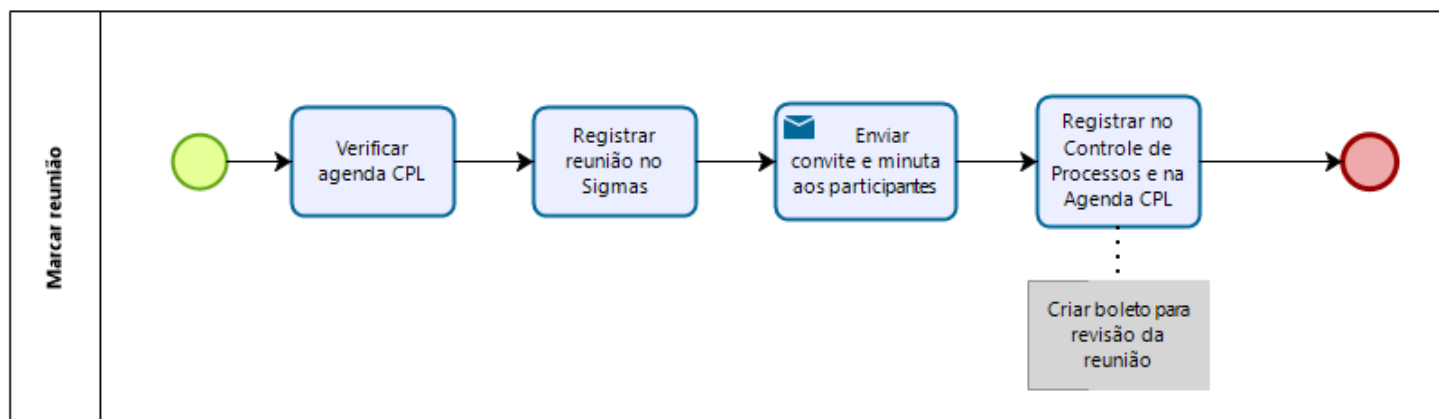 Marcar reunião
Verificar
agenda CPL
Registrar
reunião no
Sigmas
Enviar
convite e minuta
aos participantes
Registrar no
Controle de
Processos e na
Agenda CPL
Criar boleto para
revisão da
reunião